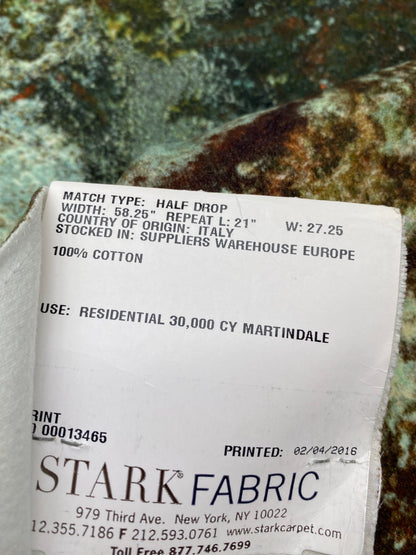 MATCH TYPE: HALF DROP
WIDTH: 58.25" REPEAT L: 21" W: 27.25
COUNTRY OF ORIGIN: ITALY
STOCKED IN: SUPPLIERS WAREHOUSE EUROPE
100% COTTON
USE: RESIDENTIAL 30,000 CY MARTINDALE
RINT
00013465
PRINTED: 02/04/2016
STARK® FABRIC
979 Third Ave. New York, NY 10022
12.355.7186 F 212.593.0761 www.starkcarpet.com
Toll Free 877.746.7699